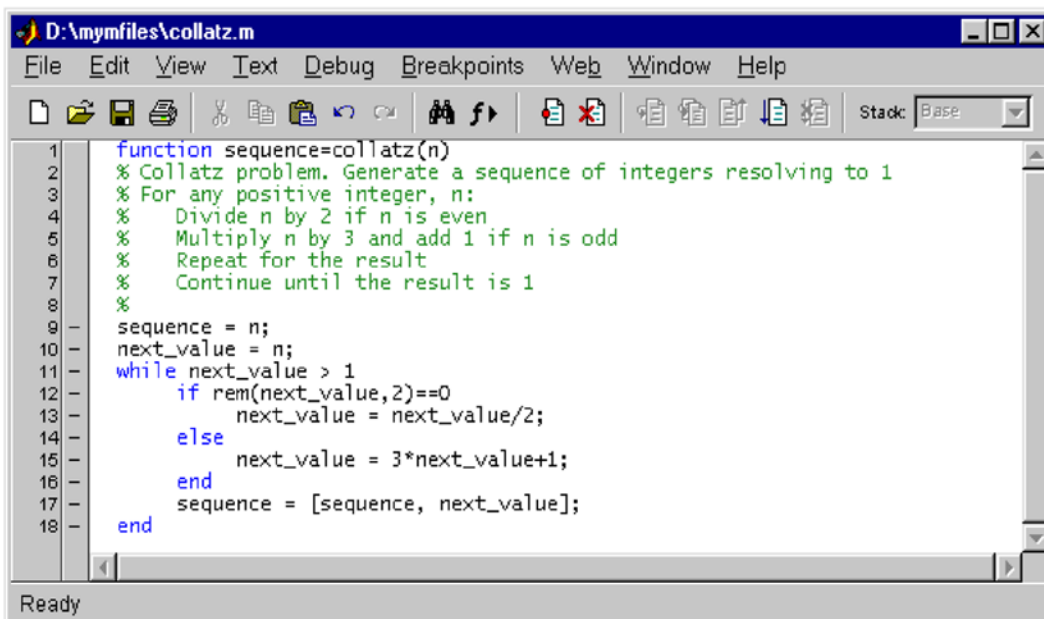 D:\mymfiles\collatz.m
File Edit View Text Debug Breakpoints Web Window Help
Stack: Base
1 function sequence=collatz(n)
2 % Collatz problem. Generate a sequence of integers resolving to 1
3 % For any positive integer, n:
4 %    Divide n by 2 if n is even
5 %    Multiply n by 3 and add 1 if n is odd
6 %    Repeat for the result
7 %    Continue until the result is 1
8 %
9 – sequence = n;
10 – next_value = n;
11 – while next_value > 1
12 –     if rem(next_value,2)==0
13 –         next_value = next_value/2;
14 –     else
15 –         next_value = 3*next_value+1;
16 –     end
17 –     sequence = [sequence, next_value];
18 – end
Ready